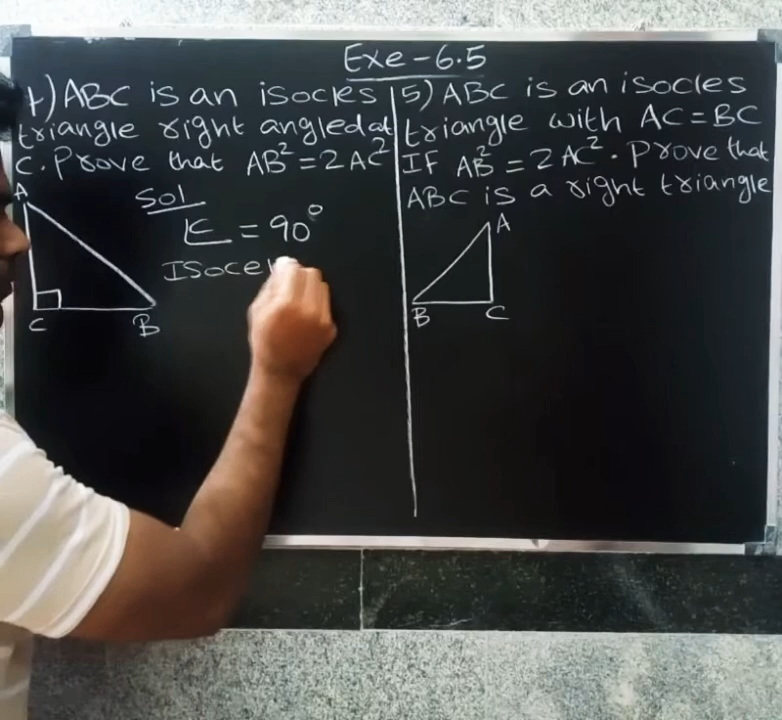 Exe-6.5
4) ABC is an isocles
triangle right angled at
C. Prove that AB² = 2AC²
Sol
∠C = 90°
Isoce
A
C
B
5) ABC is an isocles
triangle with AC = BC
IF AB² = 2AC². Prove that
ABC is a right triangle
A
B
C